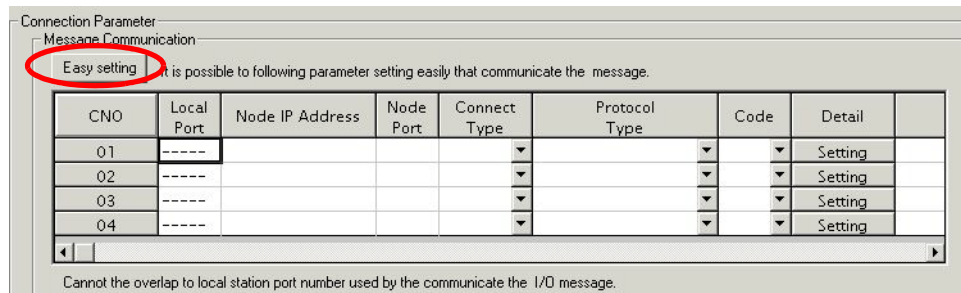 Connection Parameter
Message Communication
Easy setting
It is possible to following parameter setting easily that communicate the message.
CNO Local Port Node IP Address Node Port Connect Type Protocol Type Code Detail
01 ----- Setting
02 ----- Setting
03 ----- Setting
04 ----- Setting
Cannot the overlap to local station port number used by the communicate the I/O message.